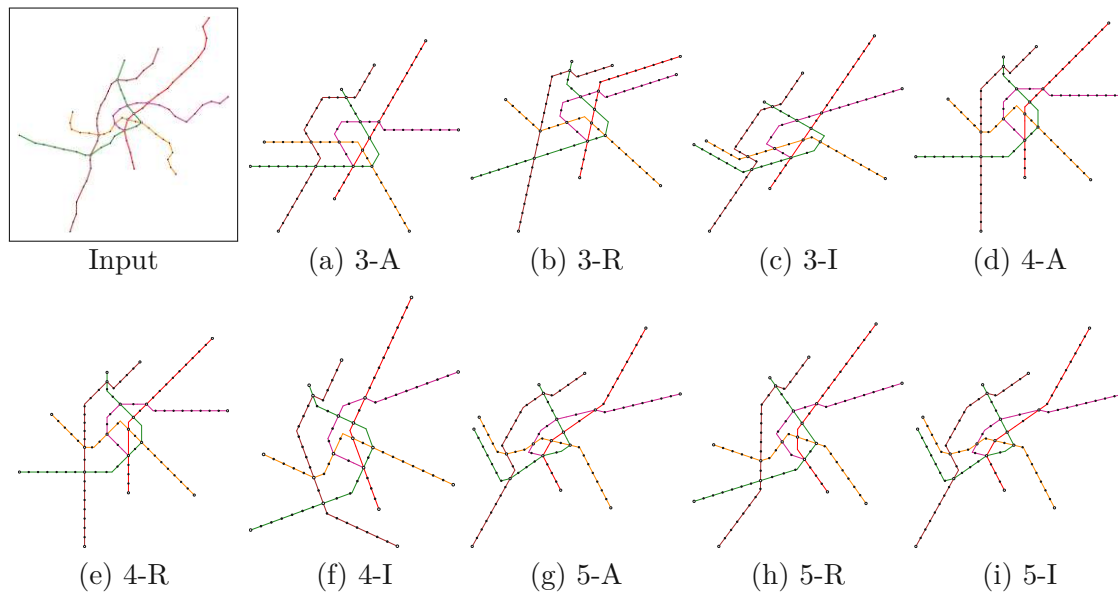 Input
(a) 3-A
(b) 3-R
(c) 3-I
(d) 4-A
(e) 4-R
(f) 4-I
(g) 5-A
(h) 5-R
(i) 5-I